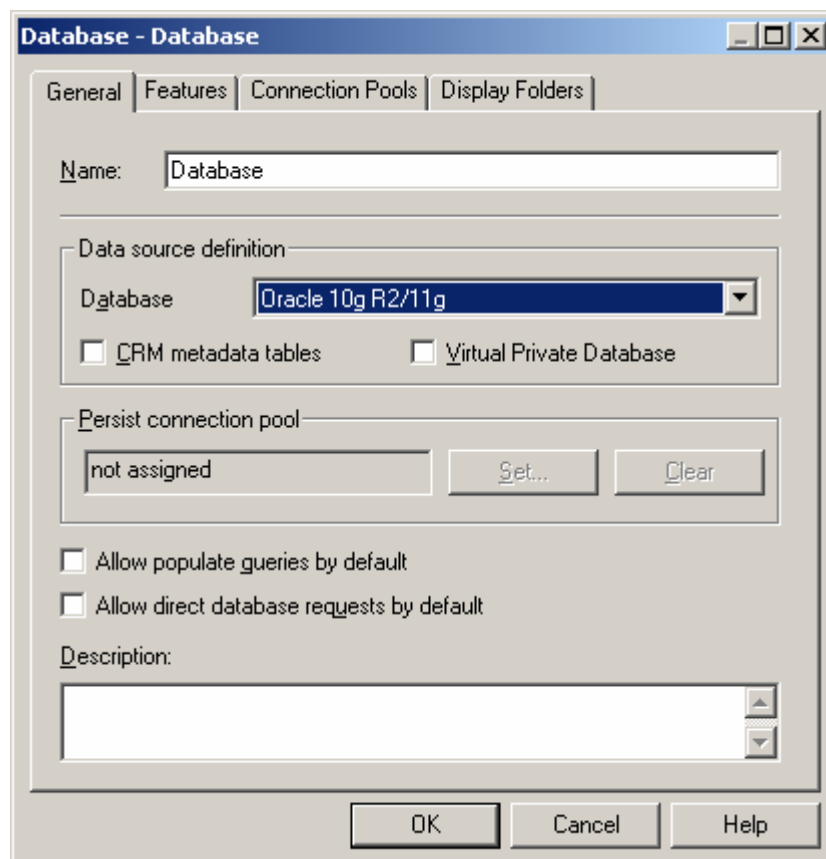 Database - Database
General Features Connection Pools Display Folders
Name: Database
Data source definition
Database Oracle 10g R2/11g
CRM metadata tables Virtual Private Database
Persist connection pool
not assigned Set... Clear
Allow populate queries by default
Allow direct database requests by default
Description:
OK Cancel Help